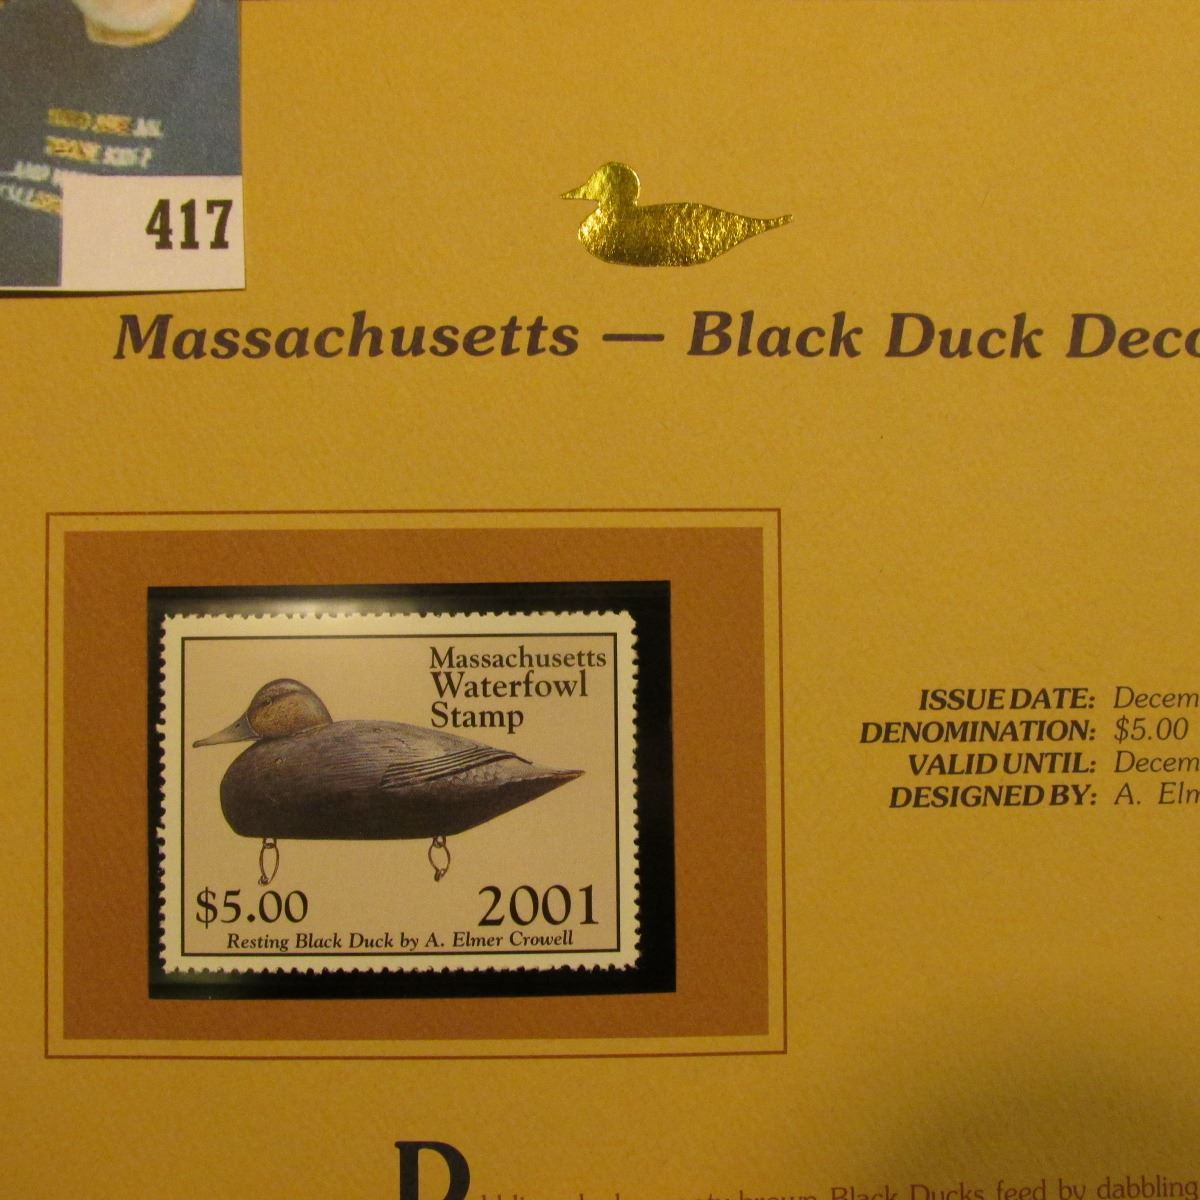 417
Massachusetts — Black Duck Deco
Massachusetts
Waterfowl
Stamp
$5.00
2001
Resting Black Duck by A. Elmer Crowell
ISSUE DATE: Decem
DENOMINATION: $5.00
VALID UNTIL: Decem
DESIGNED BY: A. Elm
brown Black Ducks feed by dabbling